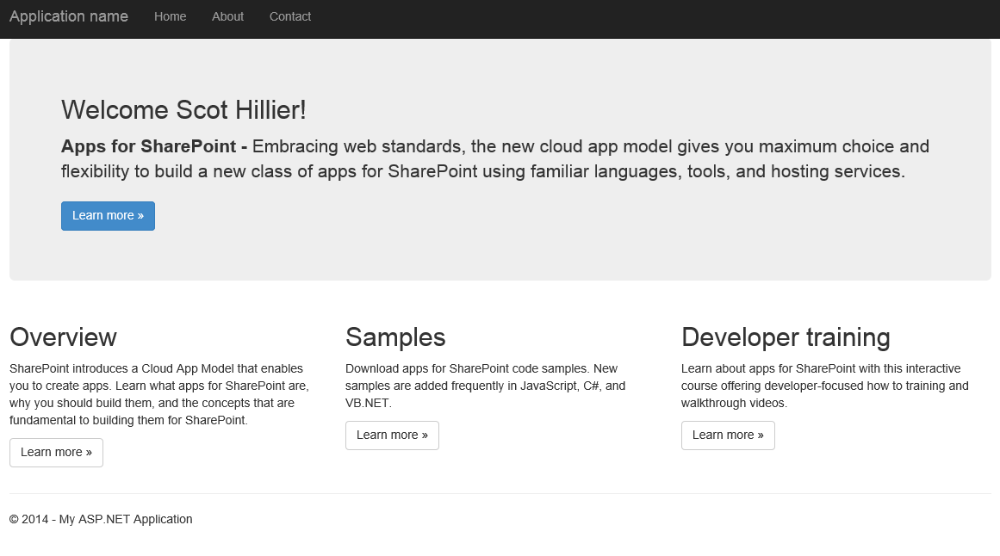 Application name Home About Contact
Welcome Scot Hillier!
Apps for SharePoint - Embracing web standards, the new cloud app model gives you maximum choice and
flexibility to build a new class of apps for SharePoint using familiar languages, tools, and hosting services.
Learn more »
Overview
SharePoint introduces a Cloud App Model that enables
you to create apps. Learn what apps for SharePoint are,
why you should build them, and the concepts that are
fundamental to building them for SharePoint.
Learn more »
Samples
Download apps for SharePoint code samples. New
samples are added frequently in JavaScript, C#, and
VB.NET.
Learn more »
Developer training
Learn about apps for SharePoint with this interactive
course offering developer-focused how to training and
walkthrough videos.
Learn more »
© 2014 - My ASP.NET Application